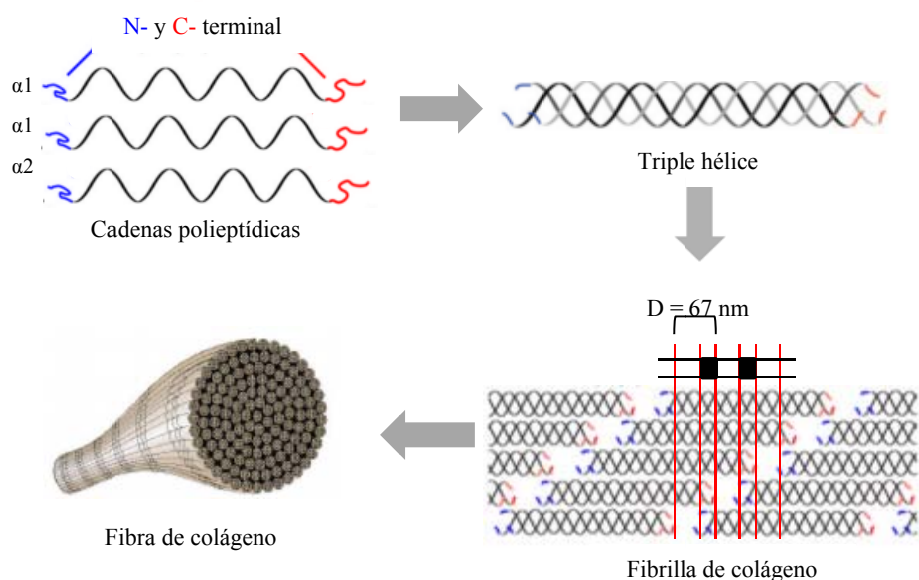 N- y C- terminal
α1
α1
α2
Cadenas polieptídicas
Triple hélice
D = 67 nm
Fibra de colágeno
Fibrilla de colágeno